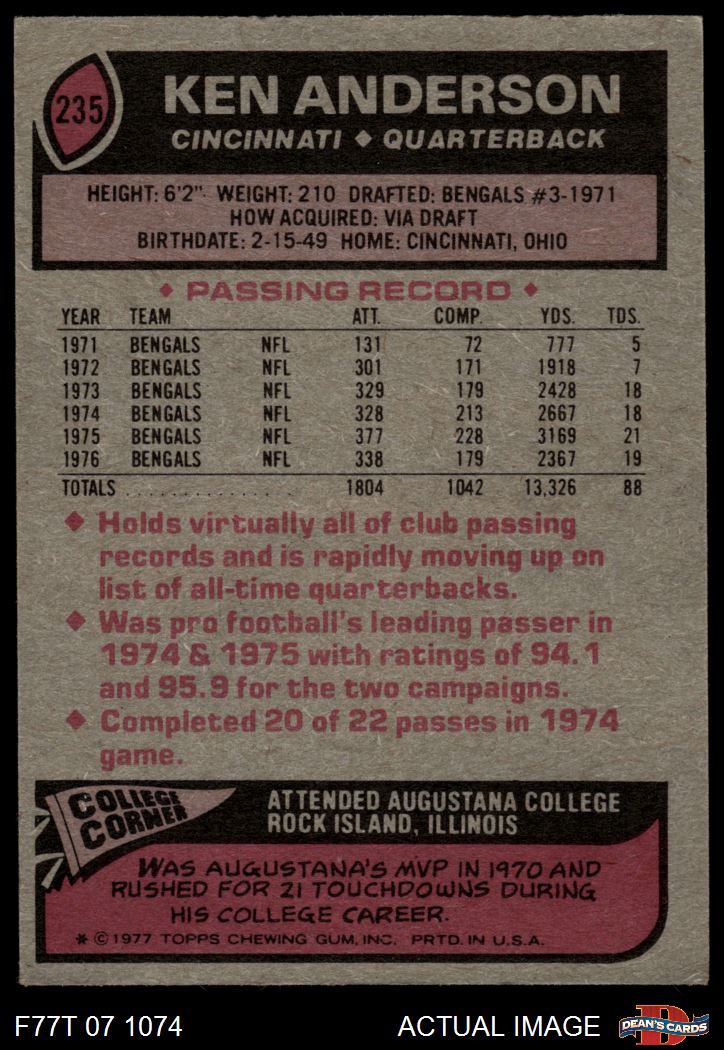 235
KEN ANDERSON
CINCINNATI ◆ QUARTERBACK
HEIGHT: 6'2" WEIGHT: 210 DRAFTED: BENGALS #3-1971
HOW ACQUIRED: VIA DRAFT
BIRTHDATE: 2-15-49 HOME: CINCINNATI, OHIO
◆ PASSING RECORD ◆
YEAR TEAM ATT. COMP. YDS. TDS.
1971 BENGALS NFL 131 72 777 5
1972 BENGALS NFL 301 171 1918 7
1973 BENGALS NFL 329 179 2428 18
1974 BENGALS NFL 328 213 2667 18
1975 BENGALS NFL 377 228 3169 21
1976 BENGALS NFL 338 179 2367 19
TOTALS . . . . . . . . . . . . . . . . . 1804 1042 13,326 88
◆ Holds virtually all of club passing
records and is rapidly moving up on
list of all-time quarterbacks.
◆ Was pro football's leading passer in
1974 & 1975 with ratings of 94.1
and 95.9 for the two campaigns.
◆ Completed 20 of 22 passes in 1974
game.
COLLEGE
CORNER
ATTENDED AUGUSTANA COLLEGE
ROCK ISLAND, ILLINOIS
WAS AUGUSTANA'S MVP IN 1970 AND
RUSHED FOR 21 TOUCHDOWNS DURING
HIS COLLEGE CAREER.
* © 1977 TOPPS CHEWING GUM, INC. PRTD. IN U.S.A.
F77T 07 1074 ACTUAL IMAGE
D
DEAN'S CARDS